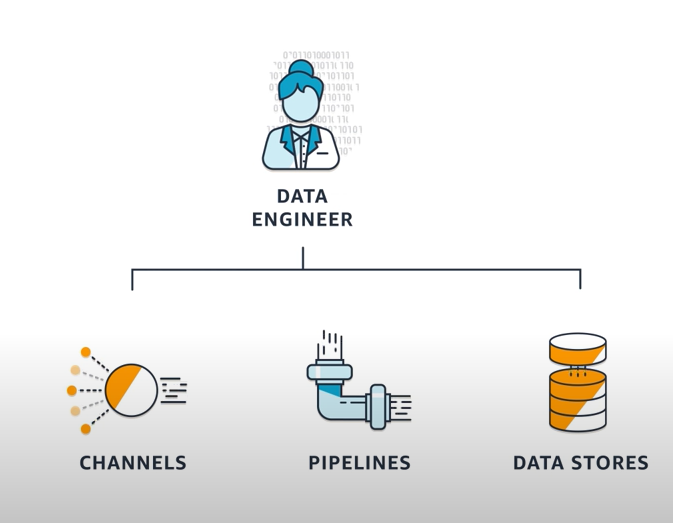 DATA
ENGINEER
CHANNELS
PIPELINES
DATA STORES